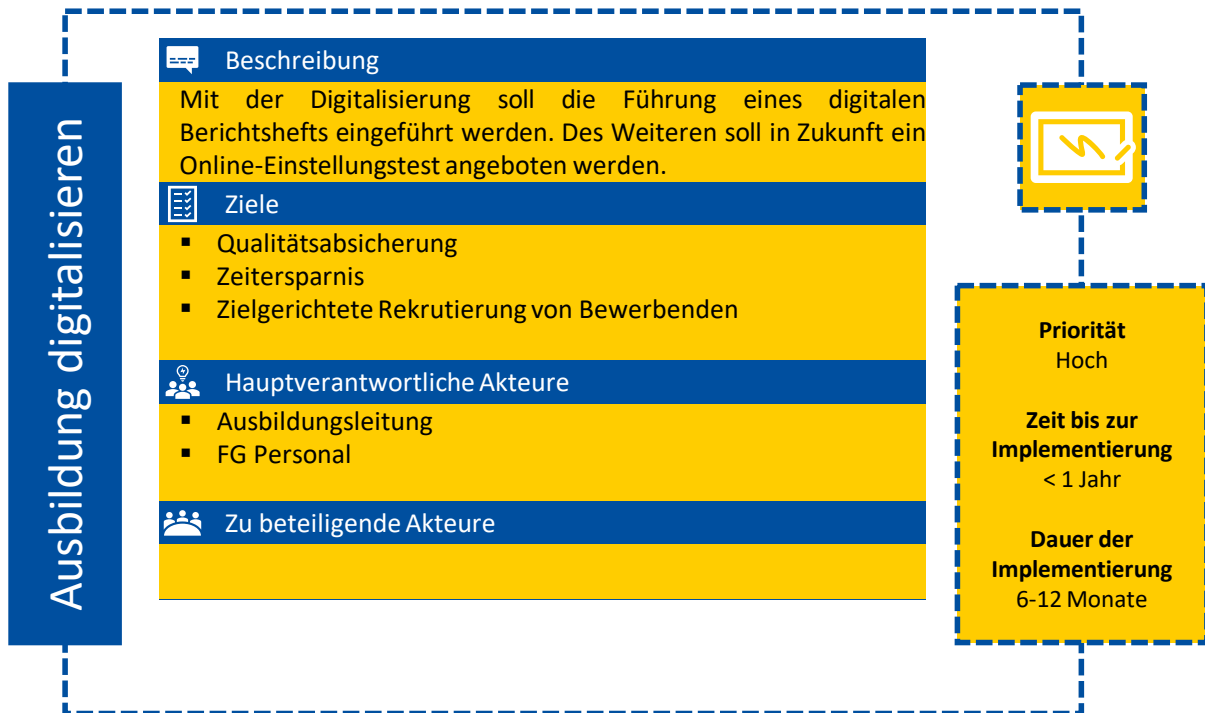 Ausbildung digitalisieren
Beschreibung
Mit der Digitalisierung soll die Führung eines digitalen
Berichtshefts eingeführt werden. Des Weiteren soll in Zukunft ein
Online-Einstellungstest angeboten werden.
Ziele
▪ Qualitätsabsicherung
▪ Zeitersparnis
▪ Zielgerichtete Rekrutierung von Bewerbenden
Hauptverantwortliche Akteure
▪ Ausbildungsleitung
▪ FG Personal
Zu beteiligende Akteure
Priorität
Hoch
Zeit bis zur
Implementierung
< 1 Jahr
Dauer der
Implementierung
6-12 Monate